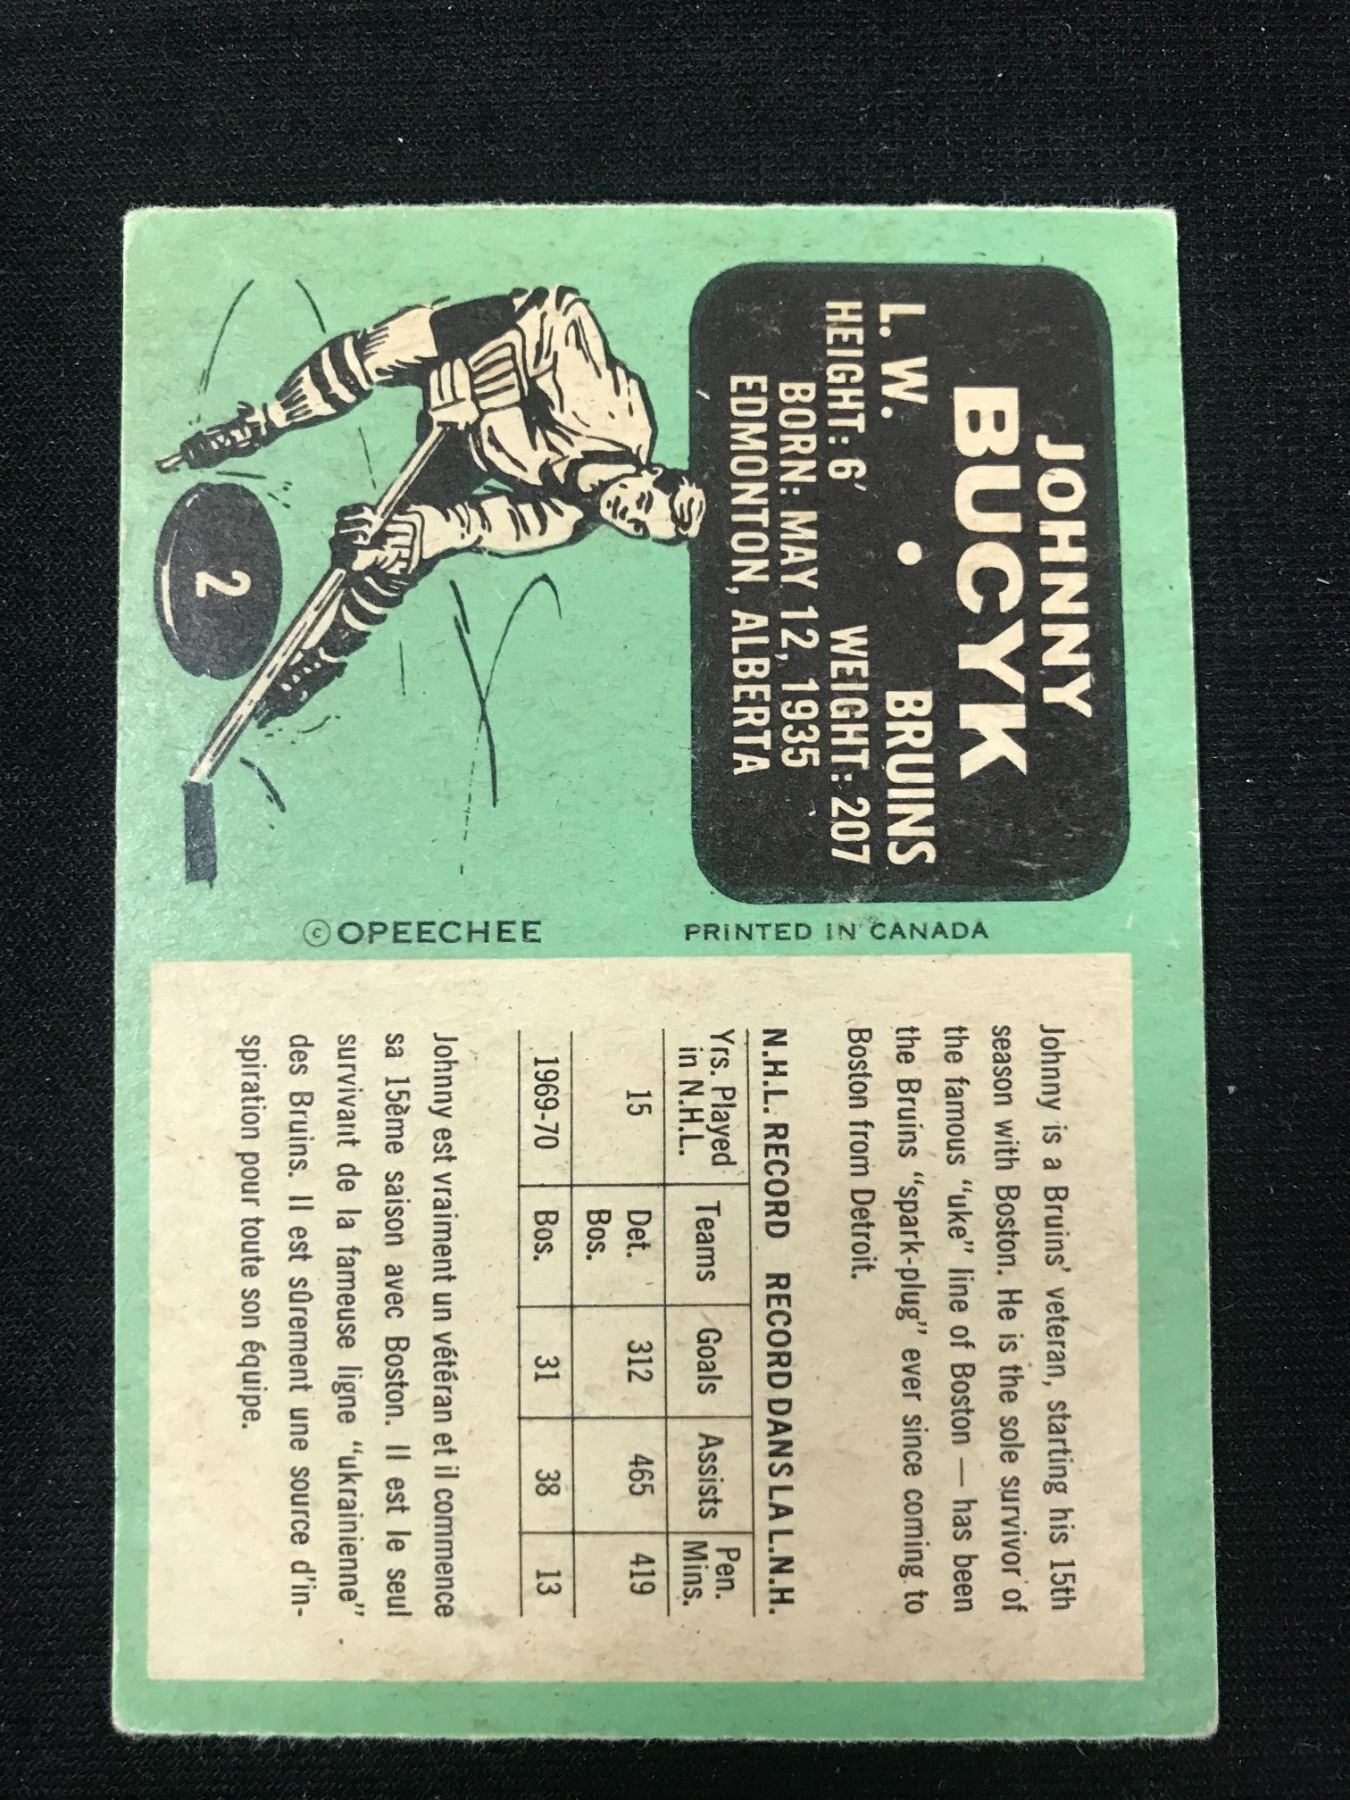 JOHNNY
BUCYK
L. W. • BRUINS
HEIGHT: 6′ WEIGHT: 207
BORN: MAY 12, 1935
EDMONTON, ALBERTA
2
© OPEECHEE
PRINTED IN CANADA
Johnny is a Bruins' veteran, starting his 15th
season with Boston. He is the sole survivor of
the famous "uke" line of Boston — has been
the Bruins "spark-plug" ever since coming to
Boston from Detroit.
N.H.L. RECORD RECORD DANS LA L.N.H.
Yrs. Played in N.H.L. Teams Goals Assists Pen. Mins.
15 Det. 312 465 419
Bos.
1969-70 Bos. 31 38 13
Johnny est vraiment un vétéran et il commence
sa 15ème saison avec Boston. Il est le seul
survivant de la fameuse ligne "ukrainienne"
des Bruins. Il est sûrement une source d'in-
spiration pour toute son équipe.